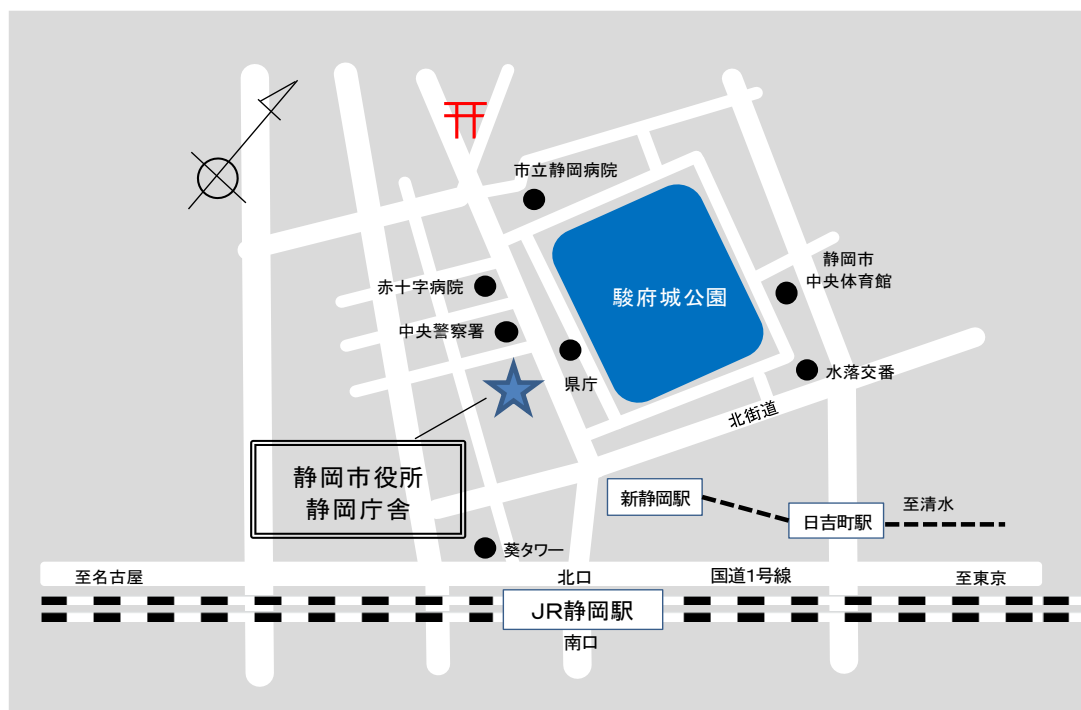 市立静岡病院
静岡市
中央体育館
赤十字病院
駿府城公園
中央警察署
県庁
水落交番
北街道
静岡市役所
静岡庁舎
新静岡駅
日吉町駅
至清水
葵タワー
至名古屋
北口
国道1号線
至東京
JR静岡駅
南口